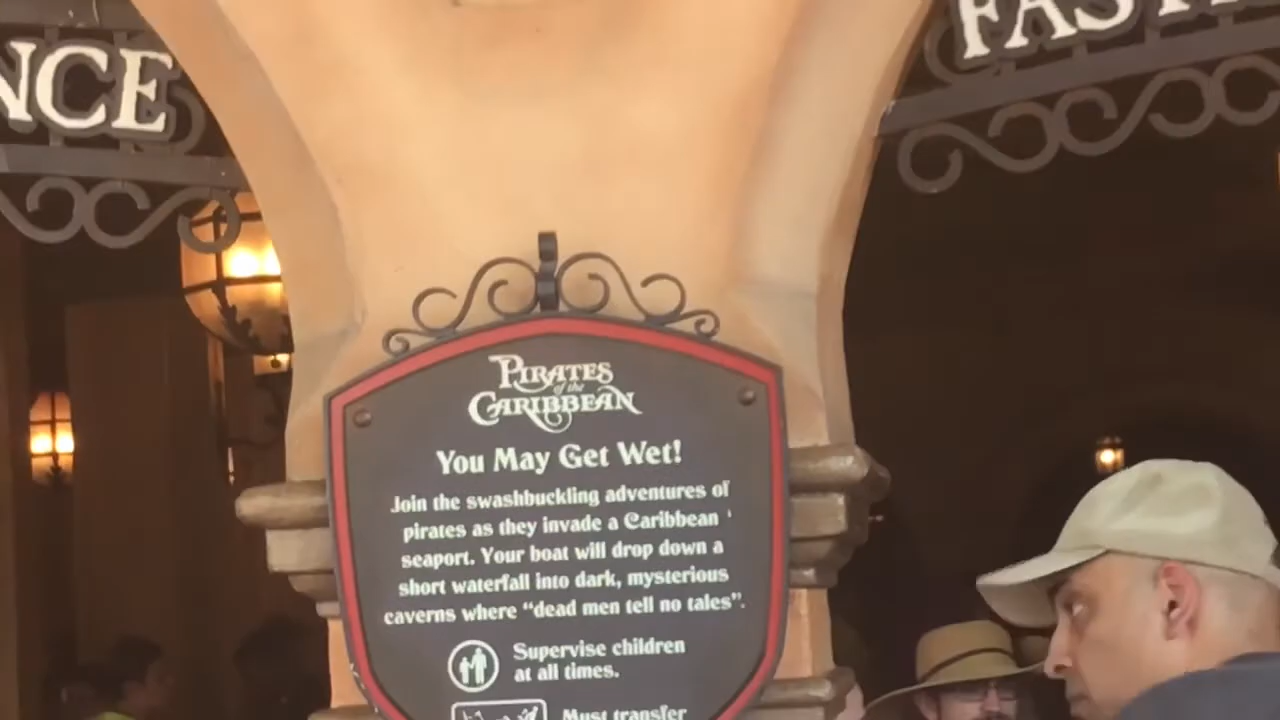 NCE
FAST
PIRATES
of the
CARIBBEAN
You May Get Wet!
Join the swashbuckling adventures of
pirates as they invade a Caribbean
seaport. Your boat will drop down a
short waterfall into dark, mysterious
caverns where “dead men tell no tales”.
Supervise children
at all times.
Must transfer